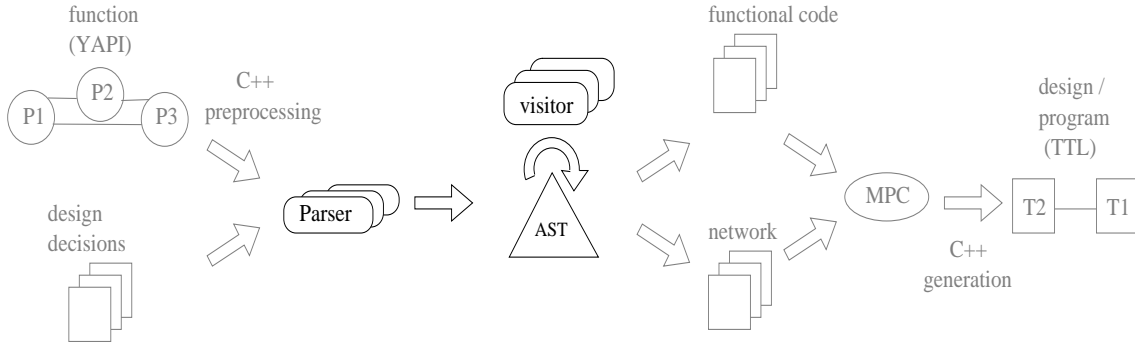 function
(YAPI)
P1
P2
P3
C++
preprocessing
design
decisions
Parser
visitor
AST
functional code
network
MPC
C++
generation
design /
program
(TTL)
T2
T1